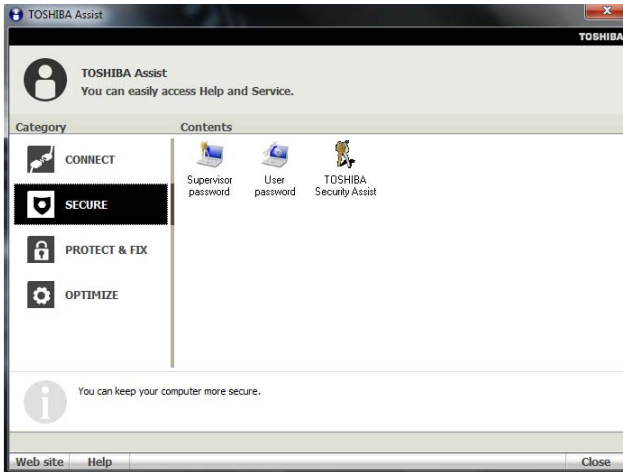 TOSHIBA Assist
TOSHIBA
TOSHIBA Assist
You can easily access Help and Service.
Category
Contents
CONNECT
SECURE
PROTECT & FIX
OPTIMIZE
Supervisor password
User password
TOSHIBA Security Assist
You can keep your computer more secure.
Web site Help Close